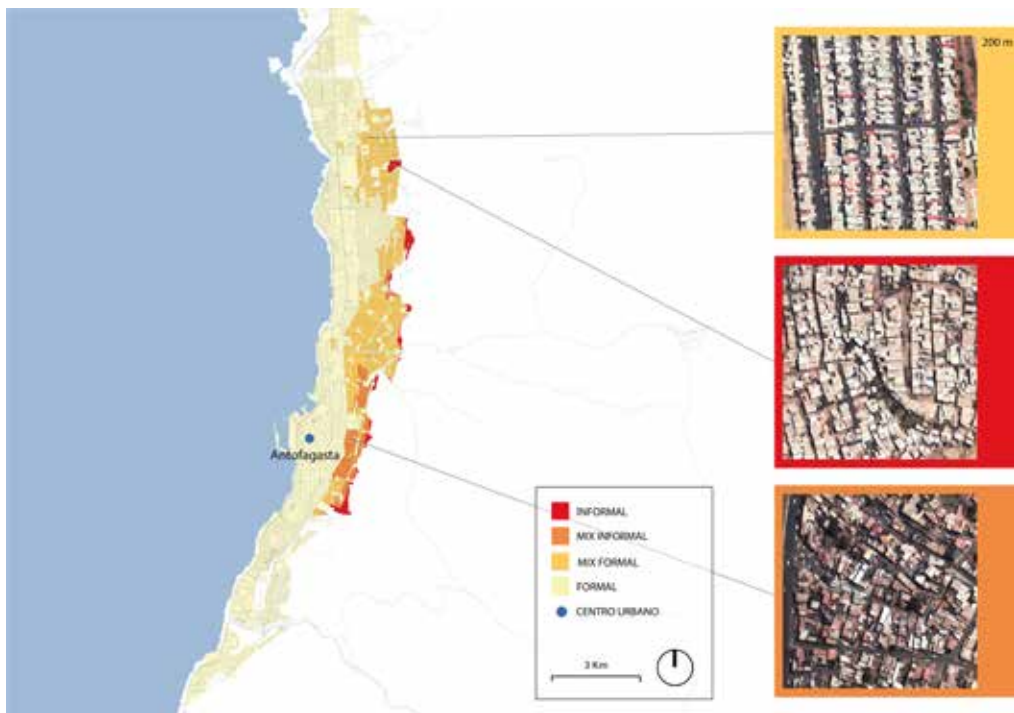 200 m
Antofagasta
INFORMAL
MIX INFORMAL
MIX FORMAL
FORMAL
CENTRO URBANO
3 Km